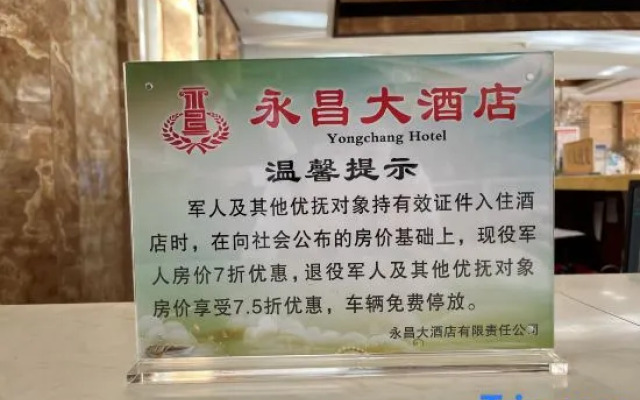 永昌大酒店
Yongchang Hotel
温馨提示
军人及其他优抚对象持有效证件入住酒
店时，在向社会公布的房价基础上，现役军
人房价7折优惠，退役军人及其他优抚对象
房价享受7.5折优惠，车辆免费停放。
永昌大酒店有限责任公司